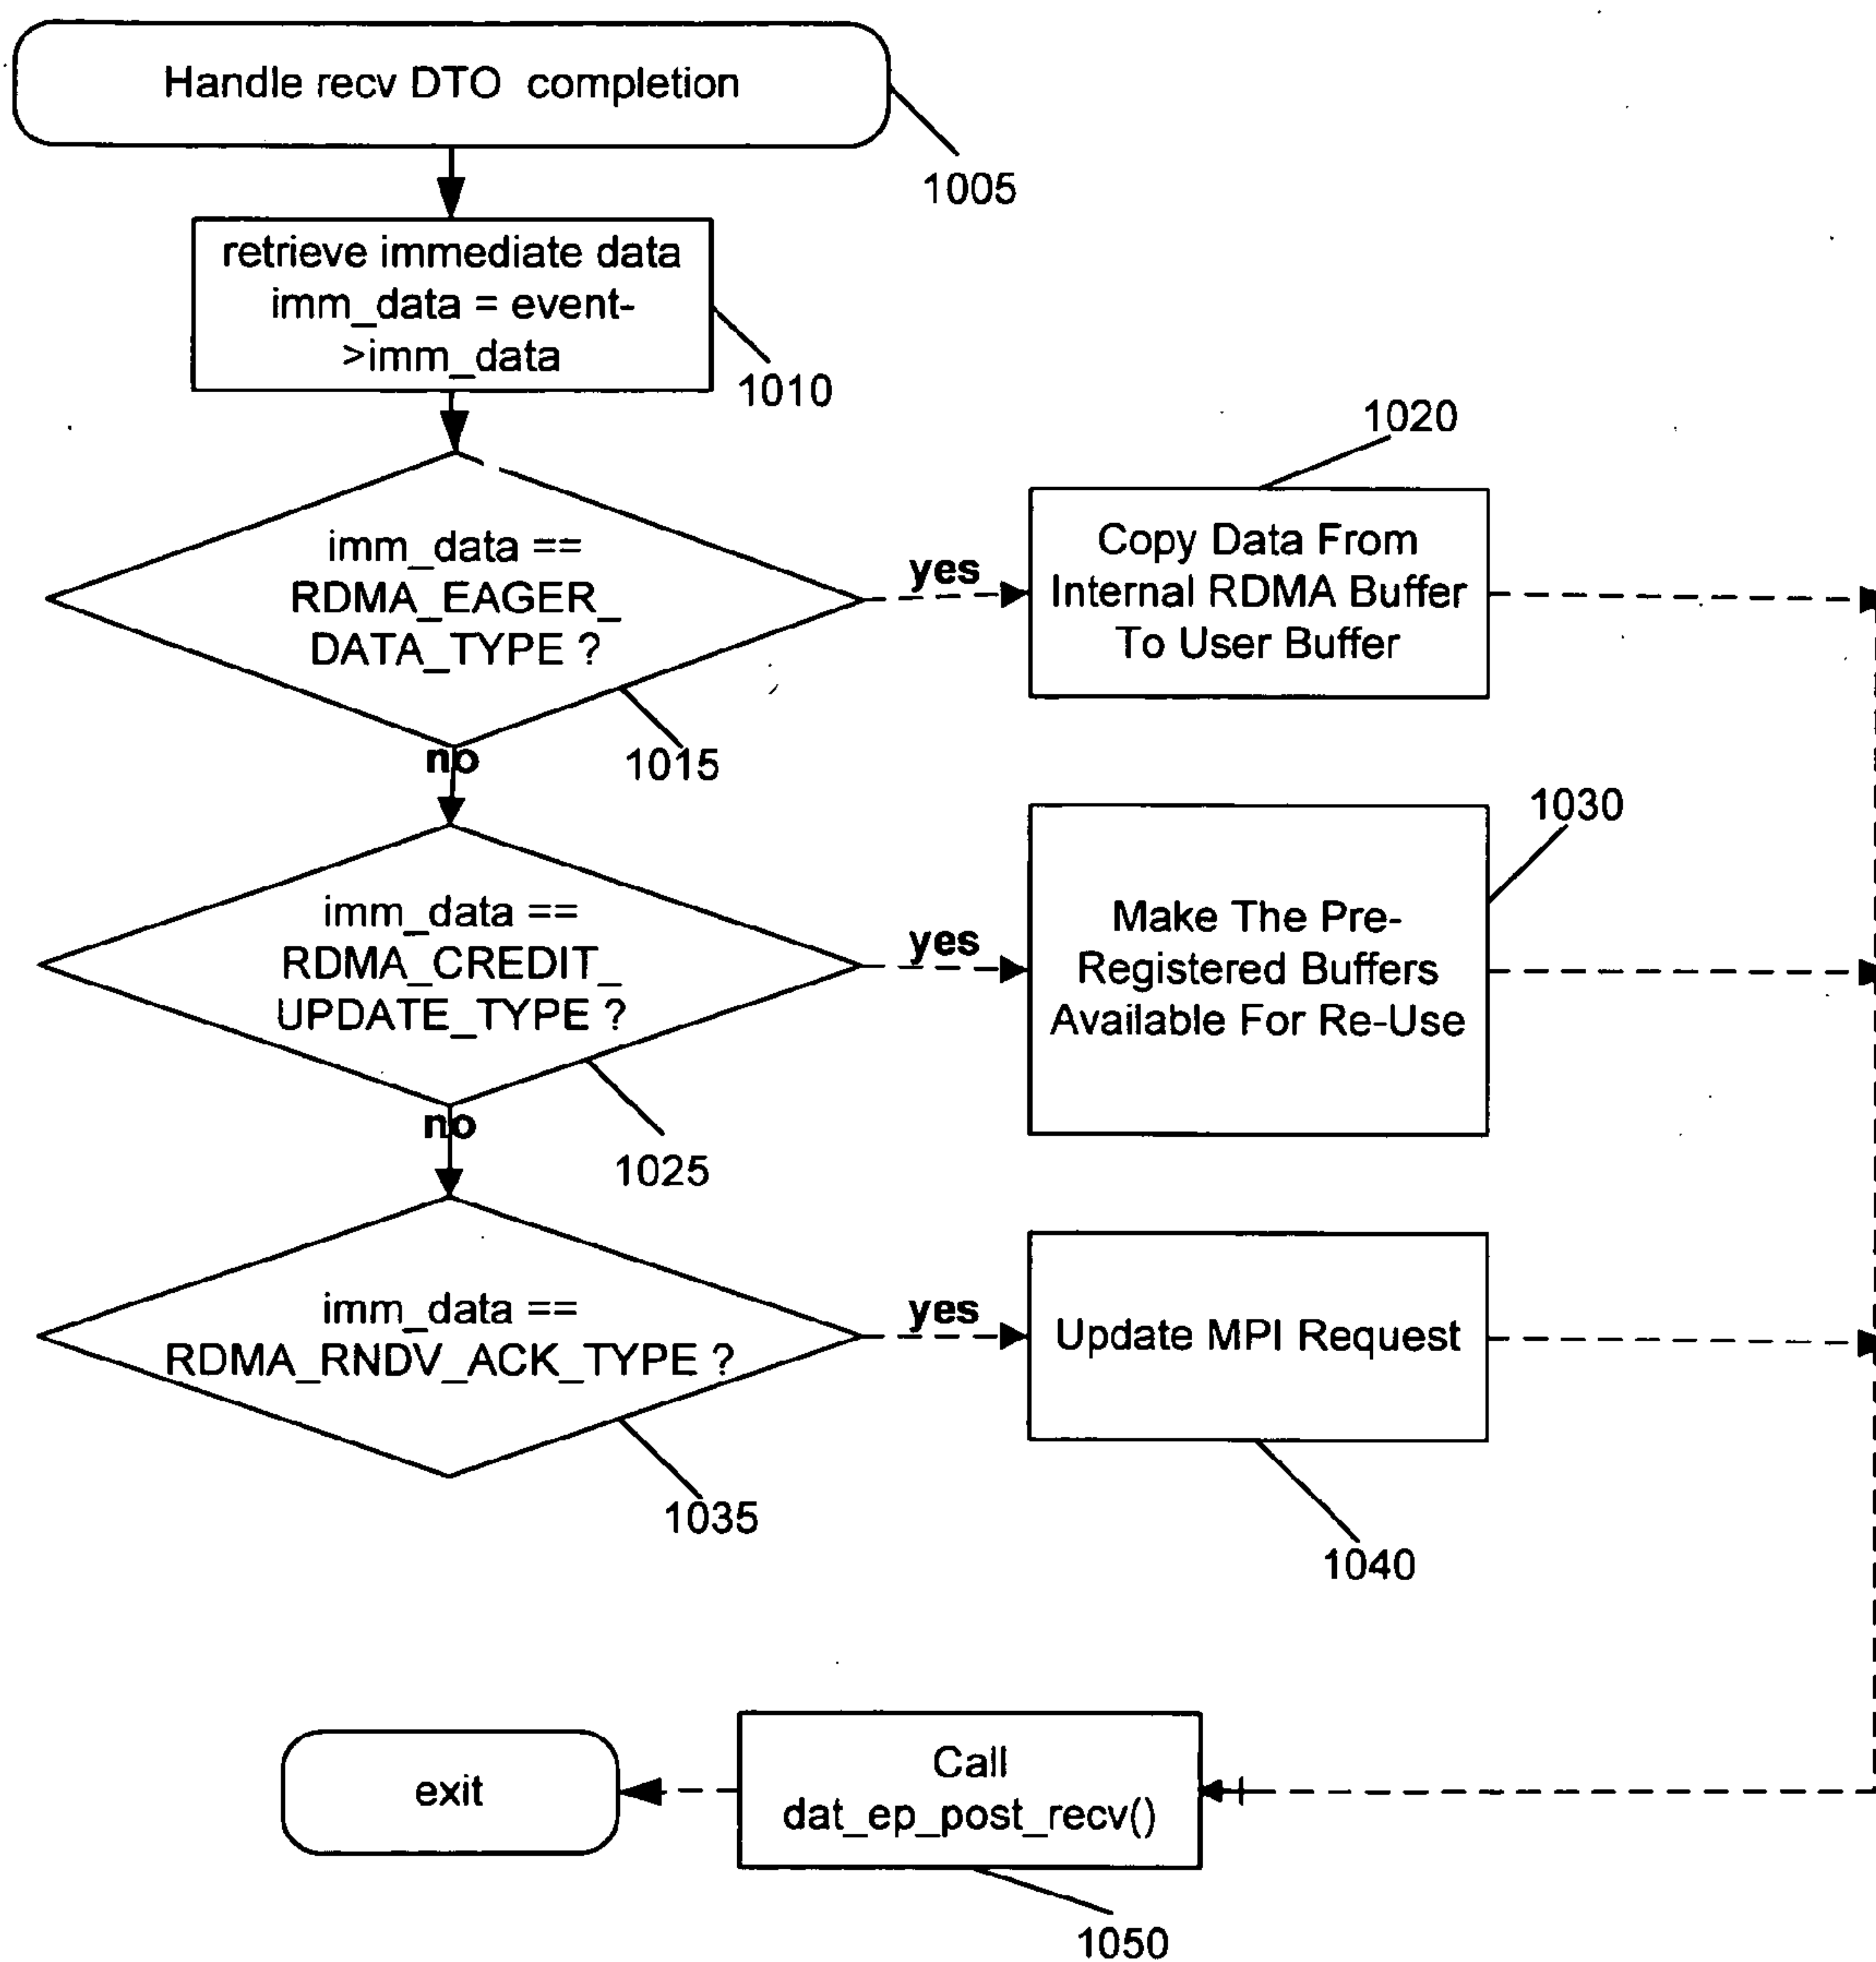 Handle recv DTO completion
1005
retrieve immediate data
imm_data = event-
>imm_data
1010
imm_data ==
RDMA_EAGER_
DATA_TYPE ?
1015
yes
Copy Data From
Internal RDMA Buffer
To User Buffer
1020
no
imm_data ==
RDMA_CREDIT_
UPDATE_TYPE ?
1025
yes
Make The Pre-
Registered Buffers
Available For Re-Use
1030
no
imm_data ==
RDMA_RNDV_ACK_TYPE ?
1035
yes
Update MPI Request
1040
Call
dat_ep_post_recv()
1050
exit